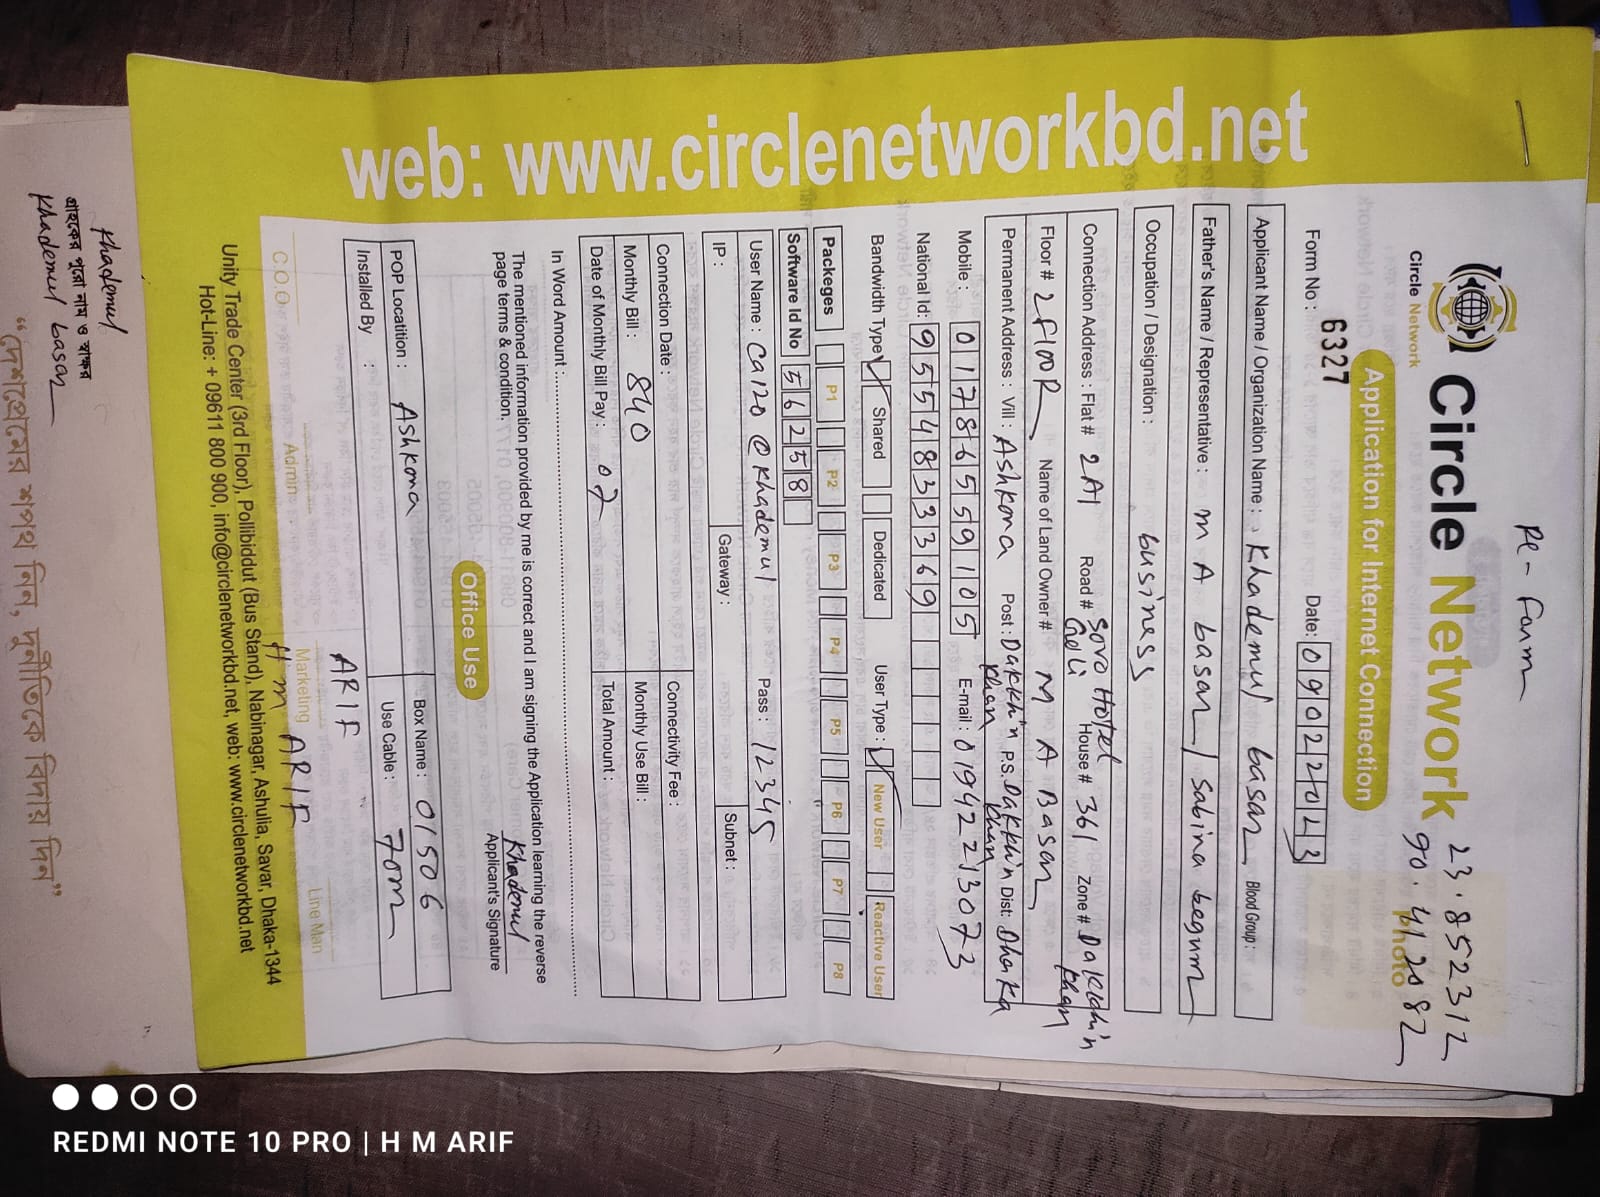 Re- Form
Circle Network
Circle Network
23.852312
90.412082
Photo
Application for Internet Connection
Form No : 6327 Date: 09022023
Applicant Name / Organization Name : Khademul basar Blood Group :
Father's Name / Representative : M A basar / Sabina begum
Occupation / Designation : business
Connection Address : Flat # 2A1 Road # Sova Hotel Goli House # 361 Zone # Dakkhin Khan
Floor # 2FlooR Name of Land Owner # M A Basar
Permanent Address : Vill : Ashkona Post : Dakkhin Khan P.S. Dakkhin Khan Dist: Dhaka
Mobile : 01786559105 E-mail : 01942213073
National Id: 9554833369
Bandwidth Type Shared Dedicated User Type : New User Reactive User
Packeges P1 P2 P3 P4 P5 P6 P7 P8
Software Id No 56258
User Name : Ca120@khademul Pass : 12345
IP : Gateway : Subnet :
Connection Date : Connectivity Fee :
Monthly Bill : 840 Monthly Use Bill :
Date of Monthly Bill Pay : 07 Total Amount :
In Word Amount :
The mentioned information provided by me is correct and I am signing the Application learning the reverse
page terms & condition.
Khademul
Applicant's Signature
Office Use
POP Locatition : Ashkona Box Name : 01506
Installed By : ARIF Use Cable : 70m
H m ARIF
C.O.O Admin Marketing Line Man
Unity Trade Center (3rd Floor), Pollibiddut (Bus Stand), Nabinagar, Ashulia, Savar, Dhaka-1344
Hot-Line: + 09611 800 900, info@circlenetworkbd.net, web: www.circlenetworkbd.net
web: www.circlenetworkbd.net
Khademul
গ্রাহকের পুরো নাম ও স্বাক্ষর
Khademul basar
“দেশপ্রেমের শপথ নিন, দুর্নীতিকে বিদায় দিন”
REDMI NOTE 10 PRO | H M ARIF